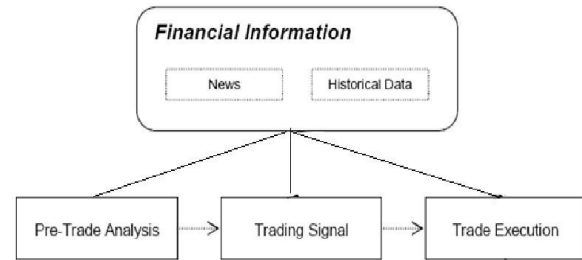 Financial Information
News
Historical Data
Pre-Trade Analysis
Trading Signal
Trade Execution